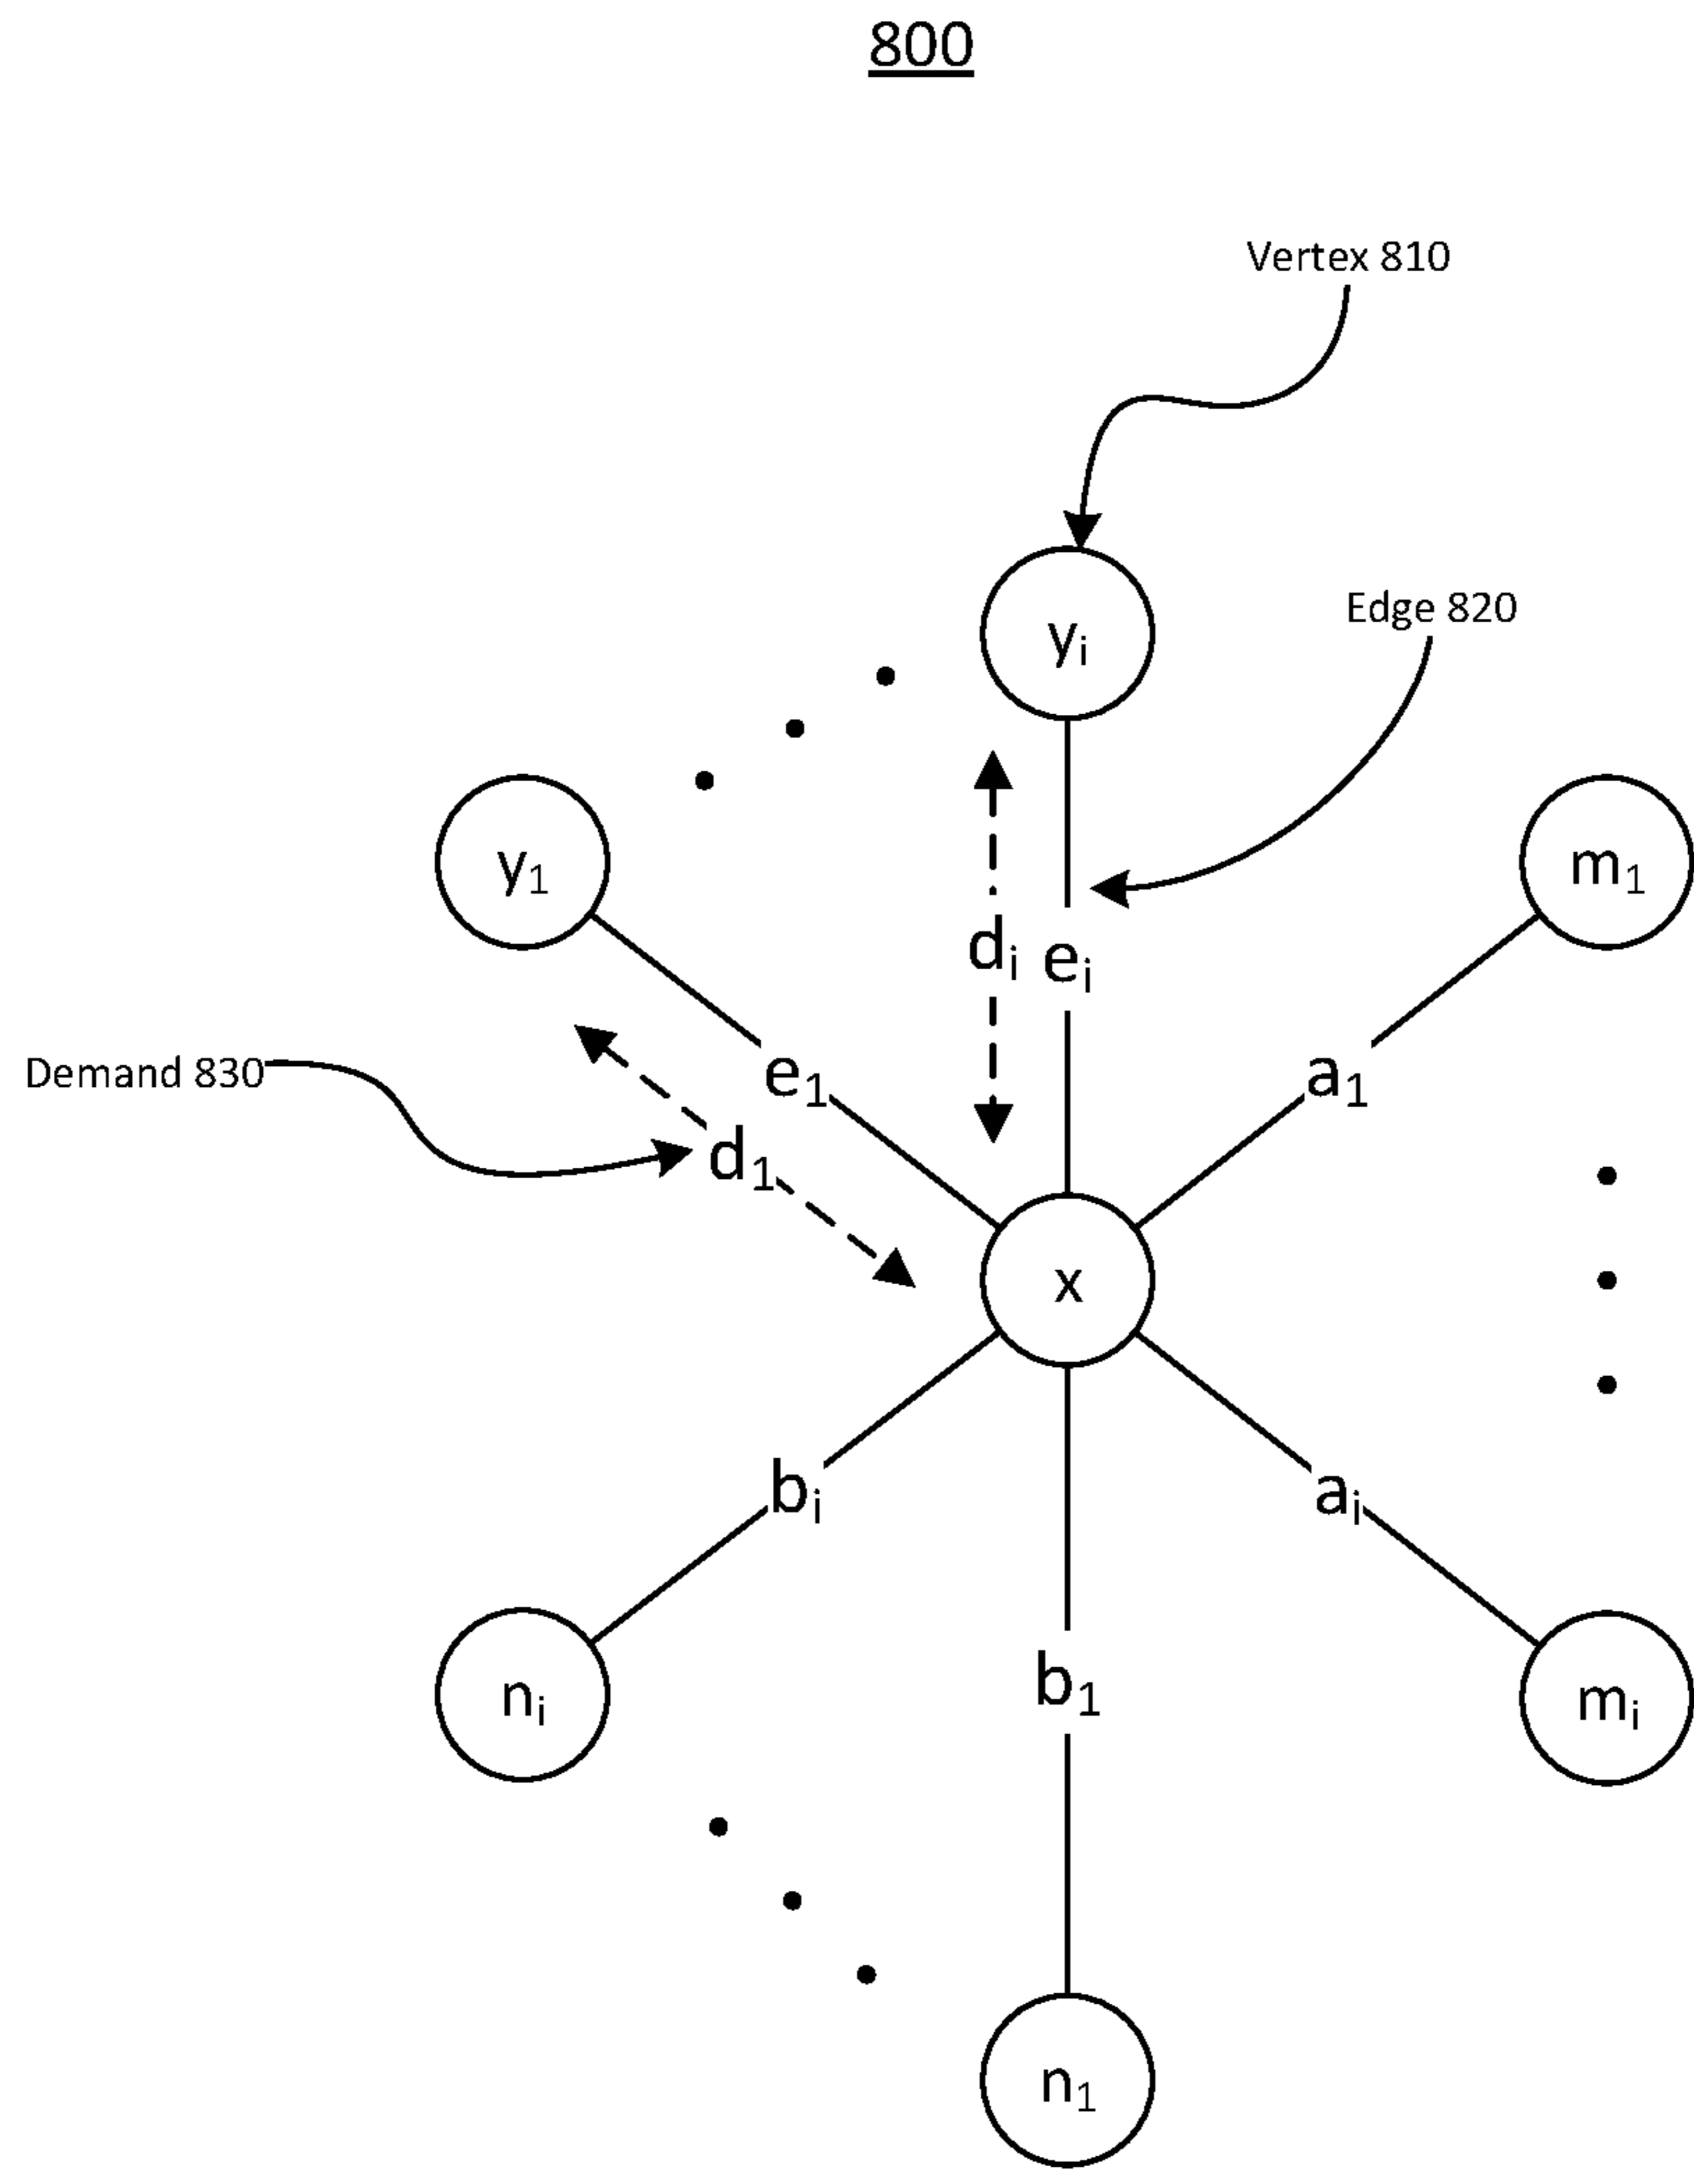 800
Vertex 810
Edge 820
yᵢ
y₁
m₁
dᵢ
eᵢ
Demand 830
e₁
a₁
d₁
x
bᵢ
aᵢ
b₁
nᵢ
mᵢ
n₁